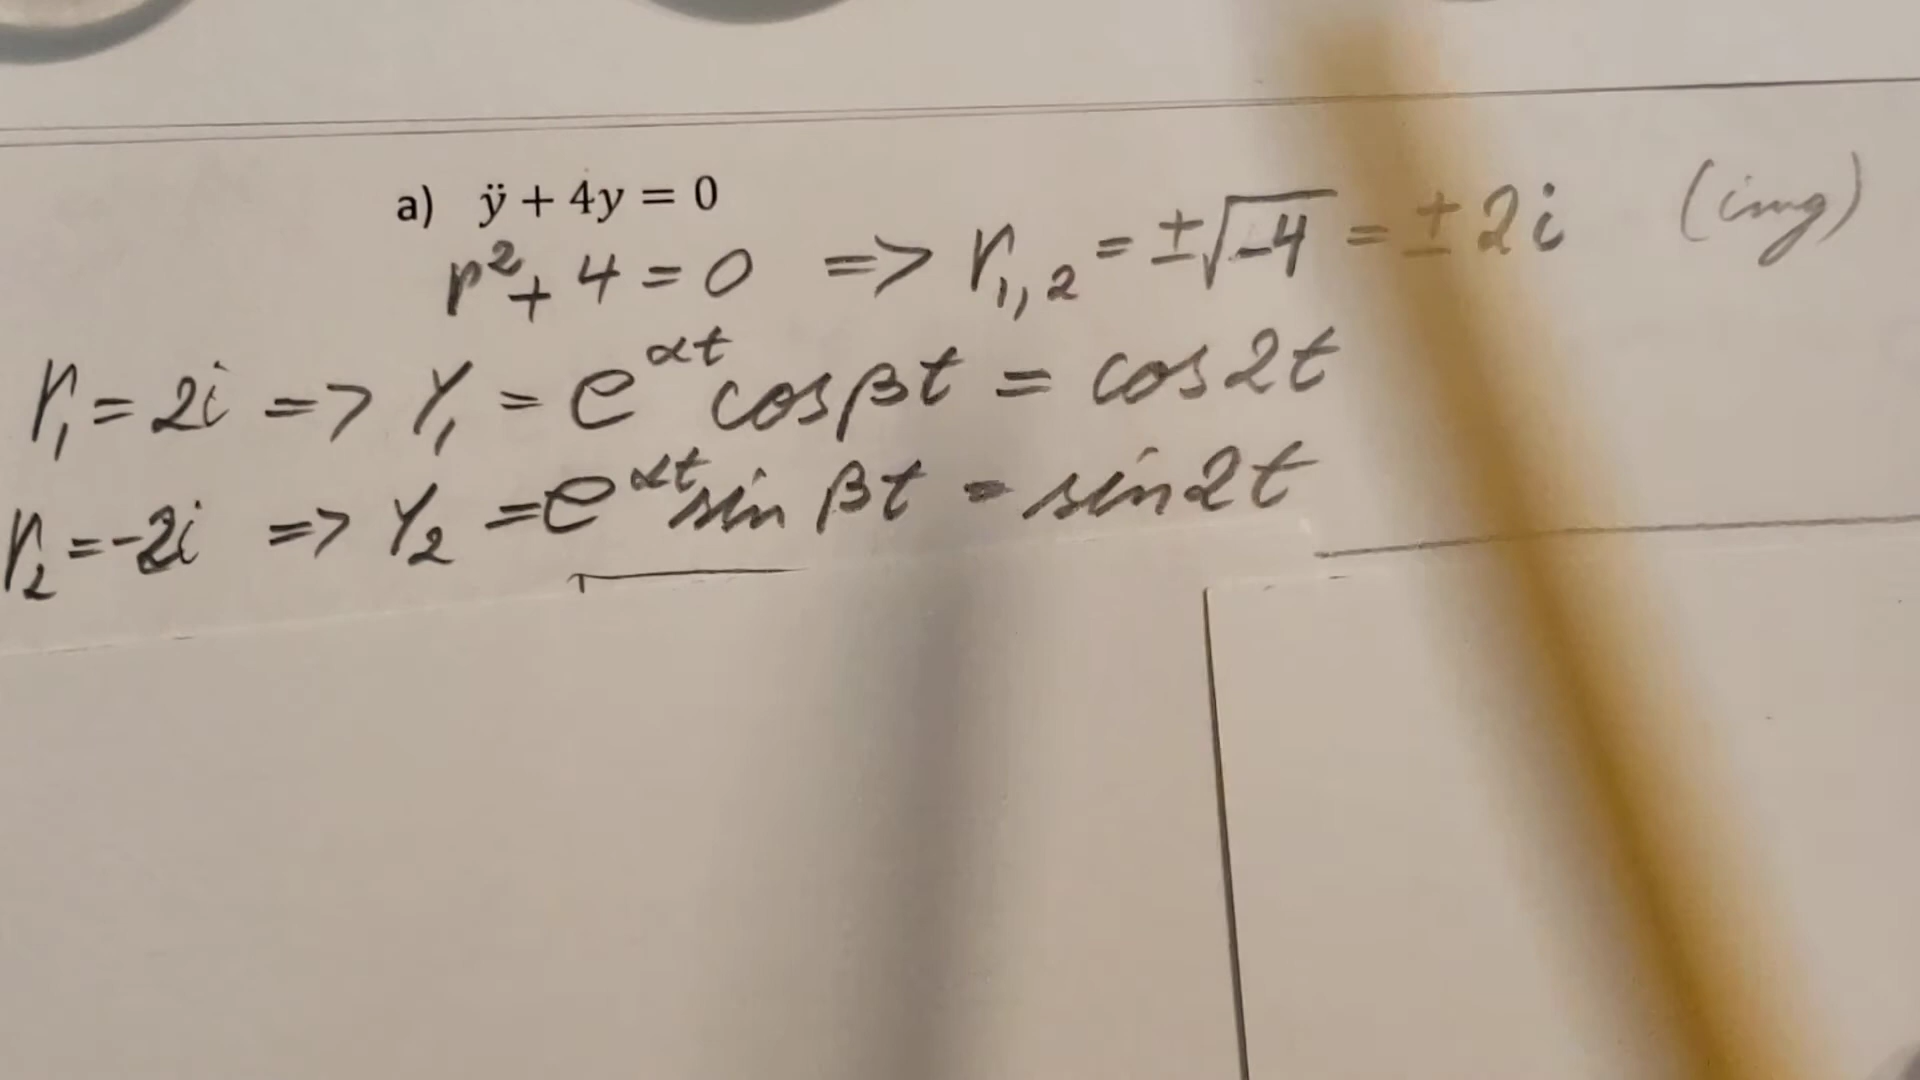 a) ÿ + 4y = 0
r² + 4 = 0 => r₁,₂ = ±√-4 = ±2i (img)
r₁ = 2i => Y₁ = e^αt cos βt = cos 2t
r₂ = -2i => Y₂ = e^αt sin βt = sin 2t